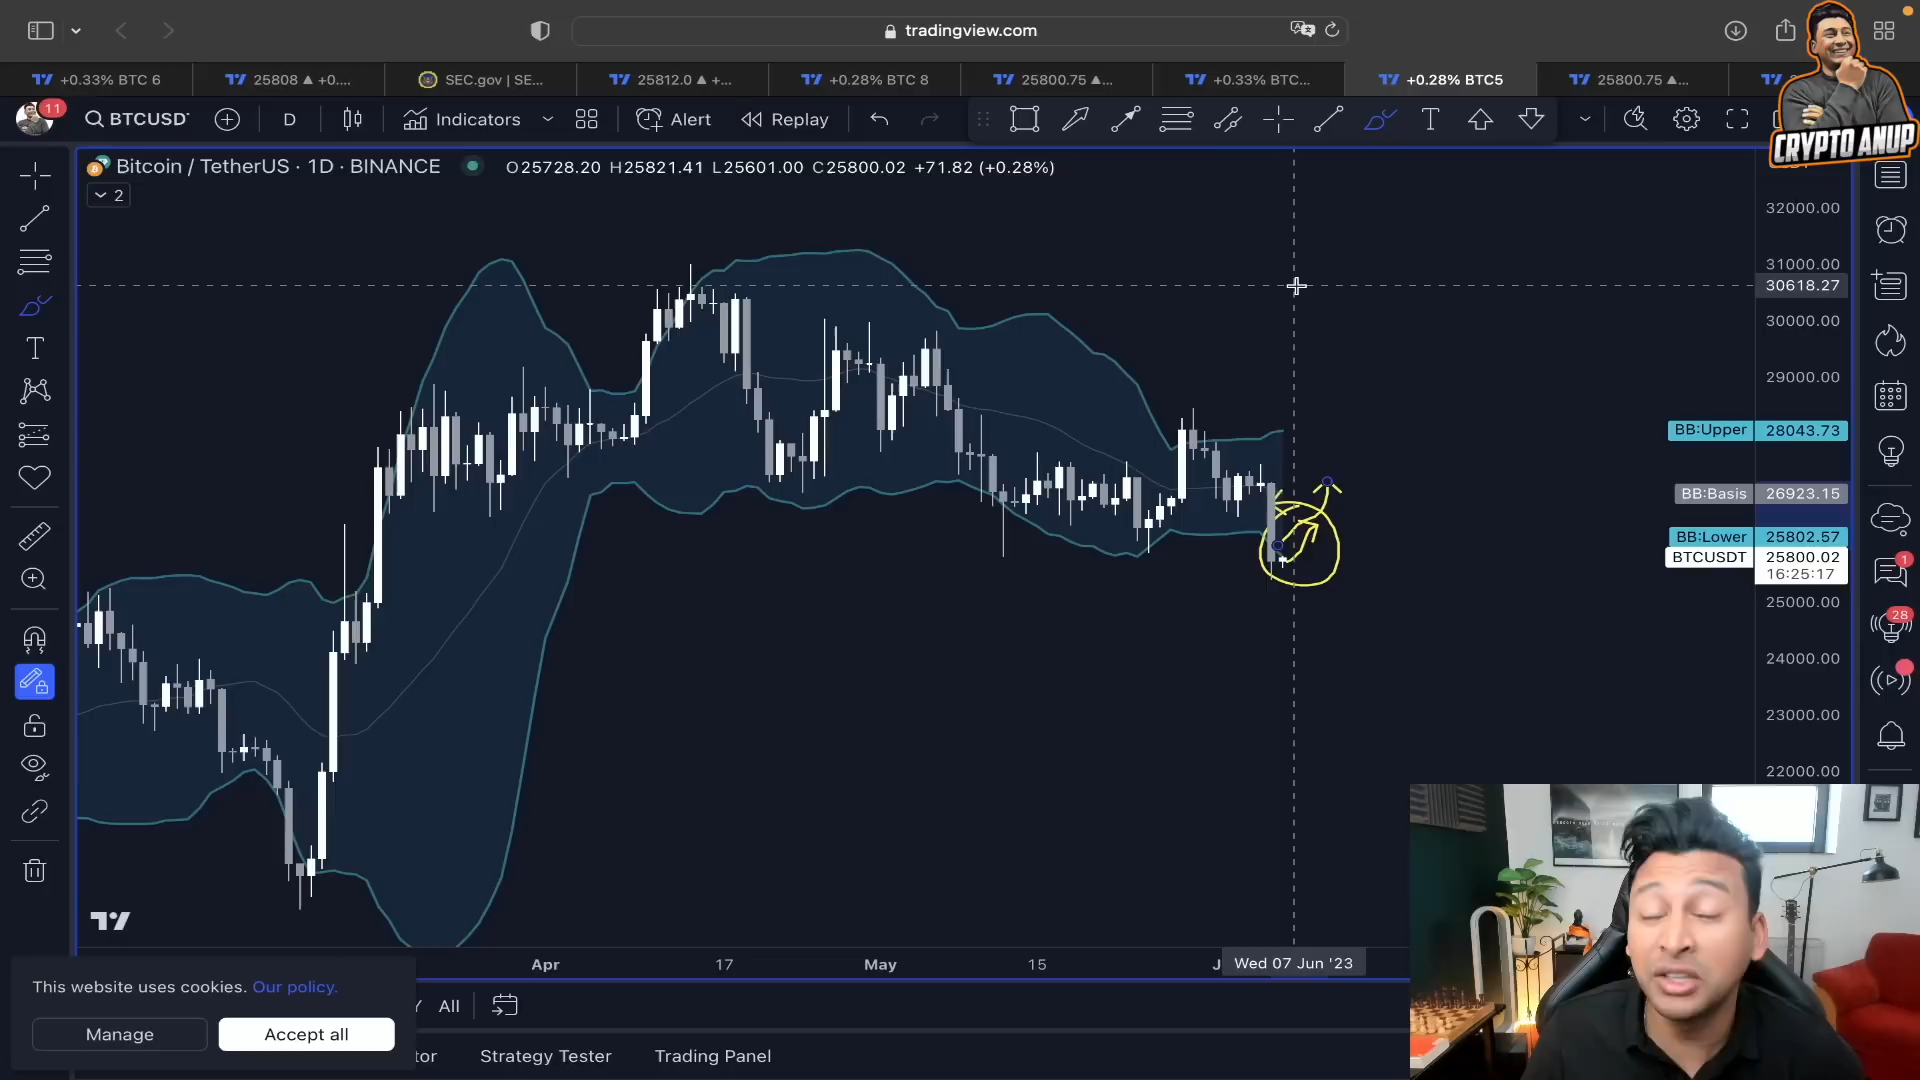 tradingview.com
+0.33% BTC 6
25808 ▲ +0....
SEC.gov | SE...
25812.0 ▲ +...
+0.28% BTC 8
25800.75 ▲...
+0.33% BTC...
+0.28% BTC5
25800.75 ▲...
11
BTCUSD
D
Indicators
Alert
Replay
T
CRYPTO ANUP
Bitcoin / TetherUS · 1D · BINANCE
O25728.20 H25821.41 L25601.00 C25800.02 +71.82 (+0.28%)
2
32000.00
31000.00
30618.27
30000.00
29000.00
BB:Upper 28043.73
BB:Basis 26923.15
BB:Lower 25802.57
BTCUSDT 25800.02
16:25:17
25000.00
24000.00
23000.00
22000.00
1
28
Apr
17
May
15
Wed 07 Jun '23
This website uses cookies. Our policy.
Manage
Accept all
All
tor
Strategy Tester
Trading Panel